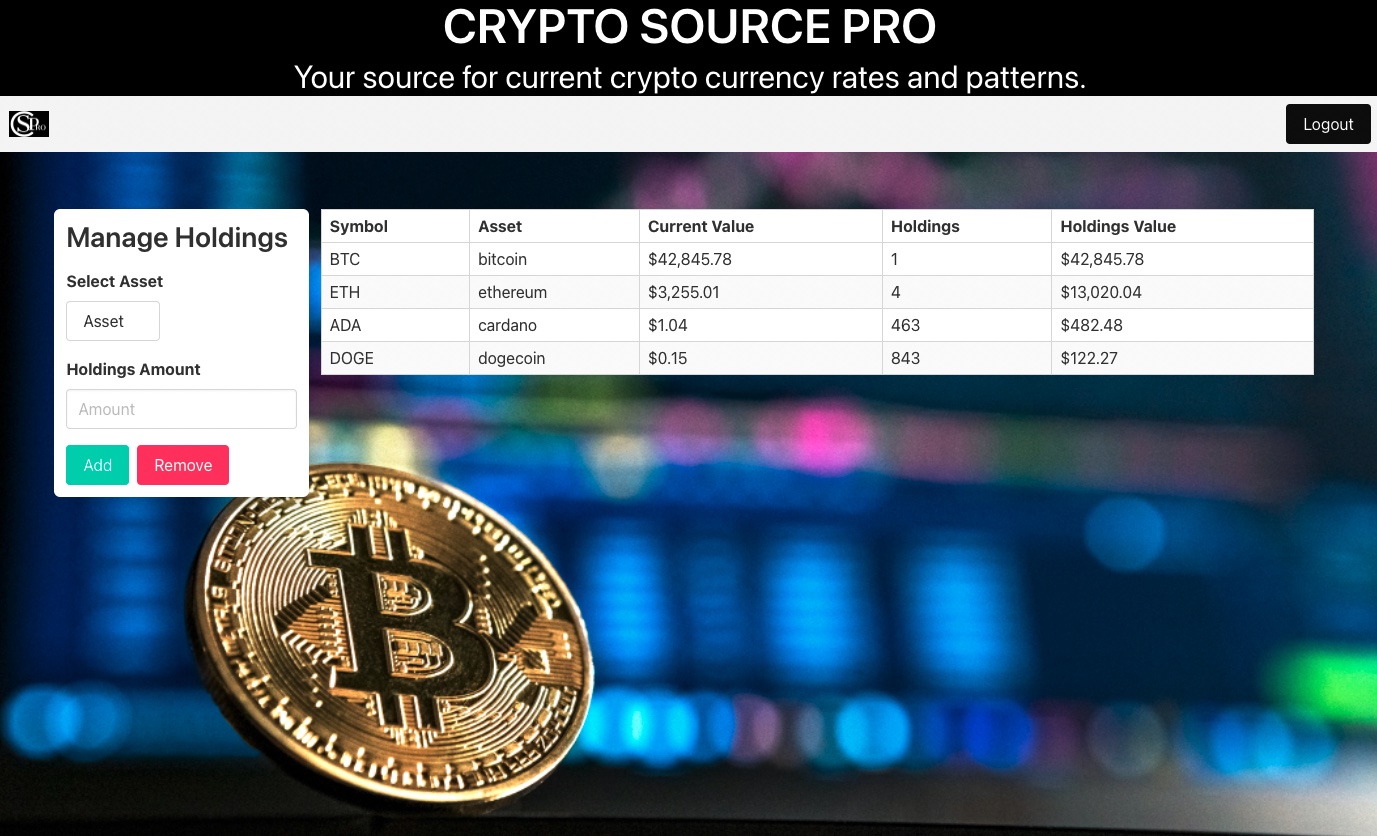 CRYPTO SOURCE PRO
Your source for current crypto currency rates and patterns.
CSPRO
Logout
Manage Holdings
Select Asset
Asset
Holdings Amount
Amount
Add Remove
Symbol Asset Current Value Holdings Holdings Value
BTC bitcoin $42,845.78 1 $42,845.78
ETH ethereum $3,255.01 4 $13,020.04
ADA cardano $1.04 463 $482.48
DOGE dogecoin $0.15 843 $122.27